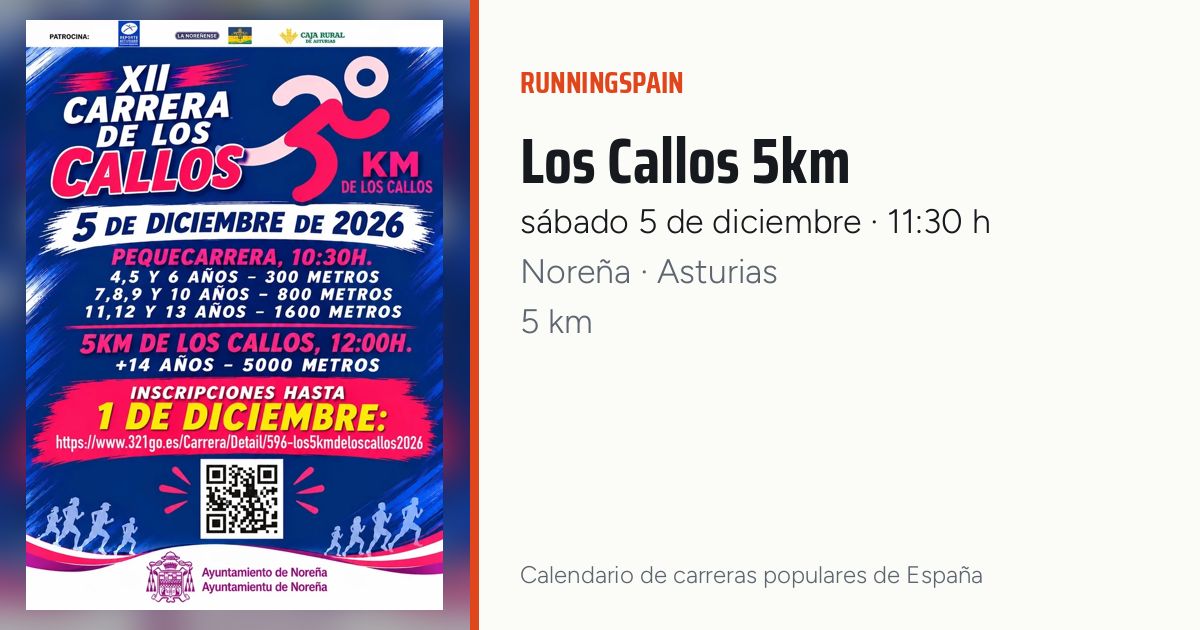 PATROCINA:
LA NOREÑENSE
CAJA RURAL
DE ASTURIAS
XII
CARRERA
DE LOS
CALLOS
KM
DE LOS CALLOS
5 DE DICIEMBRE DE 2026
PEQUECARRERA, 10:30H.
4,5 Y 6 AÑOS – 300 METROS
7,8,9 Y 10 AÑOS – 800 METROS
11,12 Y 13 AÑOS – 1600 METROS
5KM DE LOS CALLOS, 12:00H.
+14 AÑOS – 5000 METROS
INSCRIPCIONES HASTA
1 DE DICIEMBRE:
https://www.321go.es/Carrera/Detail/596-los5kmdeloscallos2026
Ayuntamiento de Noreña
Ayuntamientu de Noreña
RUNNINGSPAIN
Los Callos 5km
sábado 5 de diciembre · 11:30 h
Noreña · Asturias
5 km
Calendario de carreras populares de España